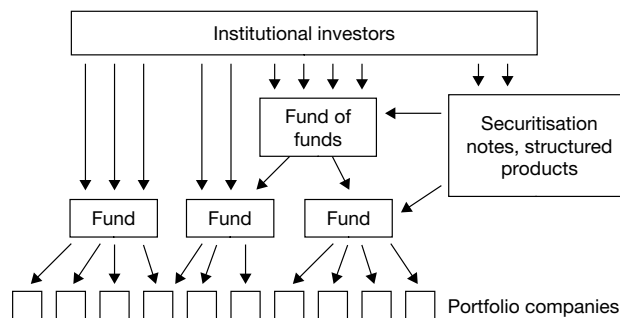 Institutional investors
Fund of
funds
Securitisation
notes, structured
products
Fund
Fund
Fund
Portfolio companies